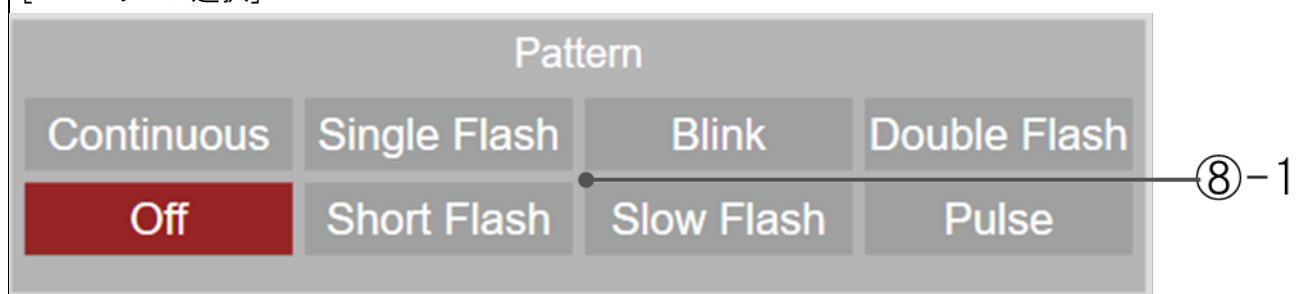 Pattern
Continuous Single Flash Blink Double Flash
⑧-1
Off Short Flash Slow Flash Pulse